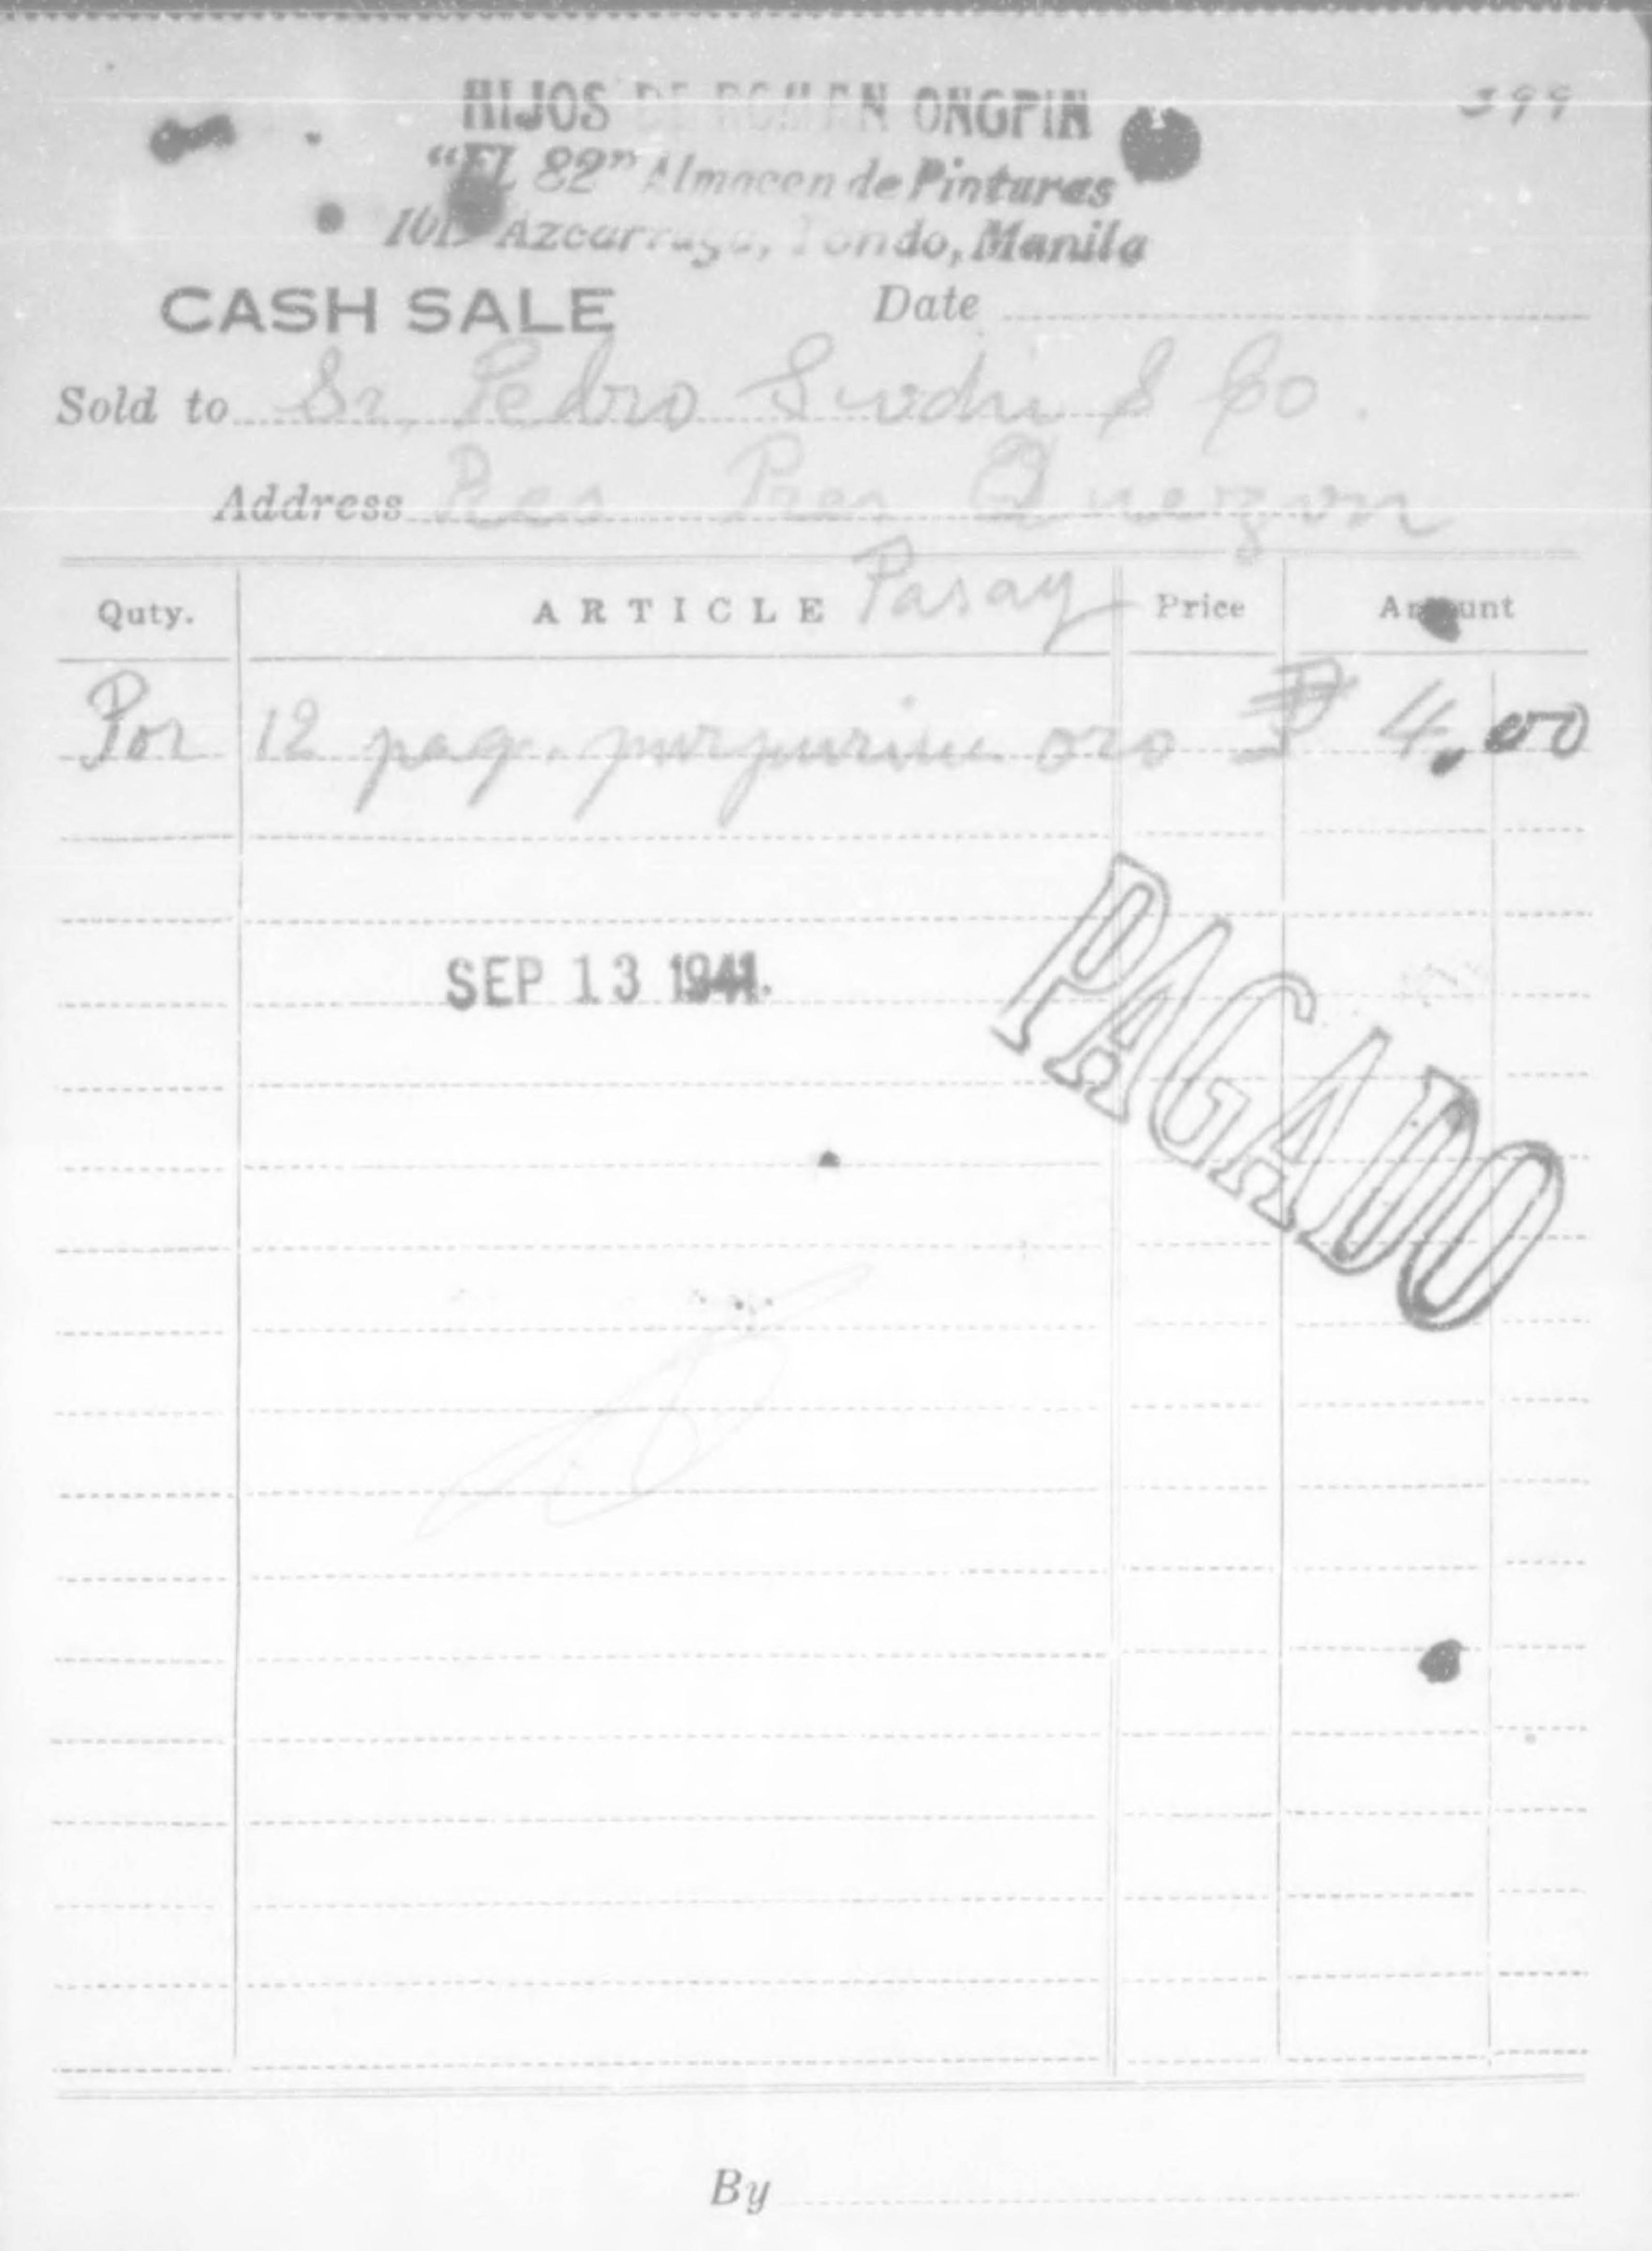 399
HIJOS DE ROMAN ONGPIN
"EL 82" Almacen de Pinturas
Azcarraga, Tondo, Manila
CASH SALE Date
Sold to Sr. Pedro & Co.
Address Res Pres Quezon
Pasay
Quty. ARTICLE Price Amount
Por 12 paq. purpurina oro ₱ 4.00
SEP 13 1941.
PAGADO
By